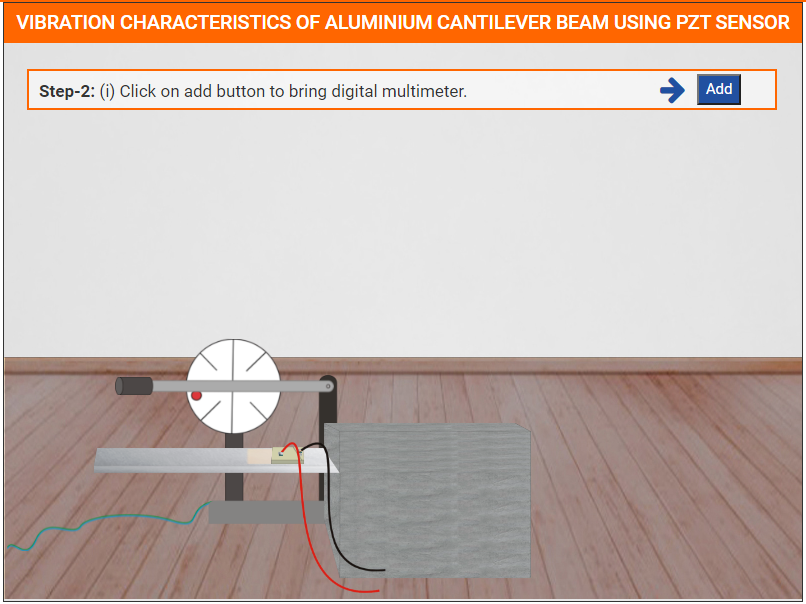 VIBRATION CHARACTERISTICS OF ALUMINIUM CANTILEVER BEAM USING PZT SENSOR
Step-2: (i) Click on add button to bring digital multimeter.
Add